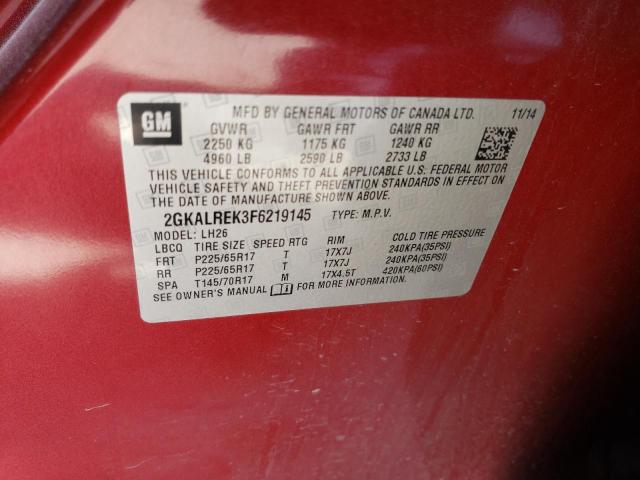 GM
MFD BY GENERAL MOTORS OF CANADA LTD. 11/14
GVWR GAWR FRT GAWR RR
2250 KG 1175 KG 1240 KG
4960 LB 2590 LB 2733 LB
THIS VEHICLE CONFORMS TO ALL APPLICABLE U.S. FEDERAL MOTOR
VEHICLE SAFETY AND THEFT PREVENTION STANDARDS IN EFFECT ON
THE DATE OF MANUFACTURE SHOWN ABOVE.
2GKALREK3F6219145 TYPE: M.P.V.
MODEL: LH26
LBCQ TIRE SIZE SPEED RTG RIM COLD TIRE PRESSURE
FRT P225/65R17 T 17X7J 240KPA(35PSI)
RR P225/65R17 T 17X7J 240KPA(35PSI)
SPA T145/70R17 M 17X4.5T 420KPA(60PSI)
SEE OWNER'S MANUAL FOR MORE INFORMATION.